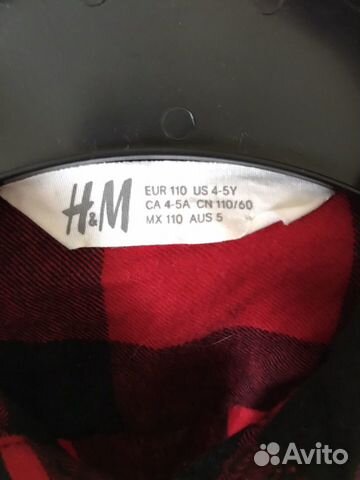 H&M
EUR 110 US 4-5Y
CA 4-5A CN 110/60
MX 110 AUS 5
Avito